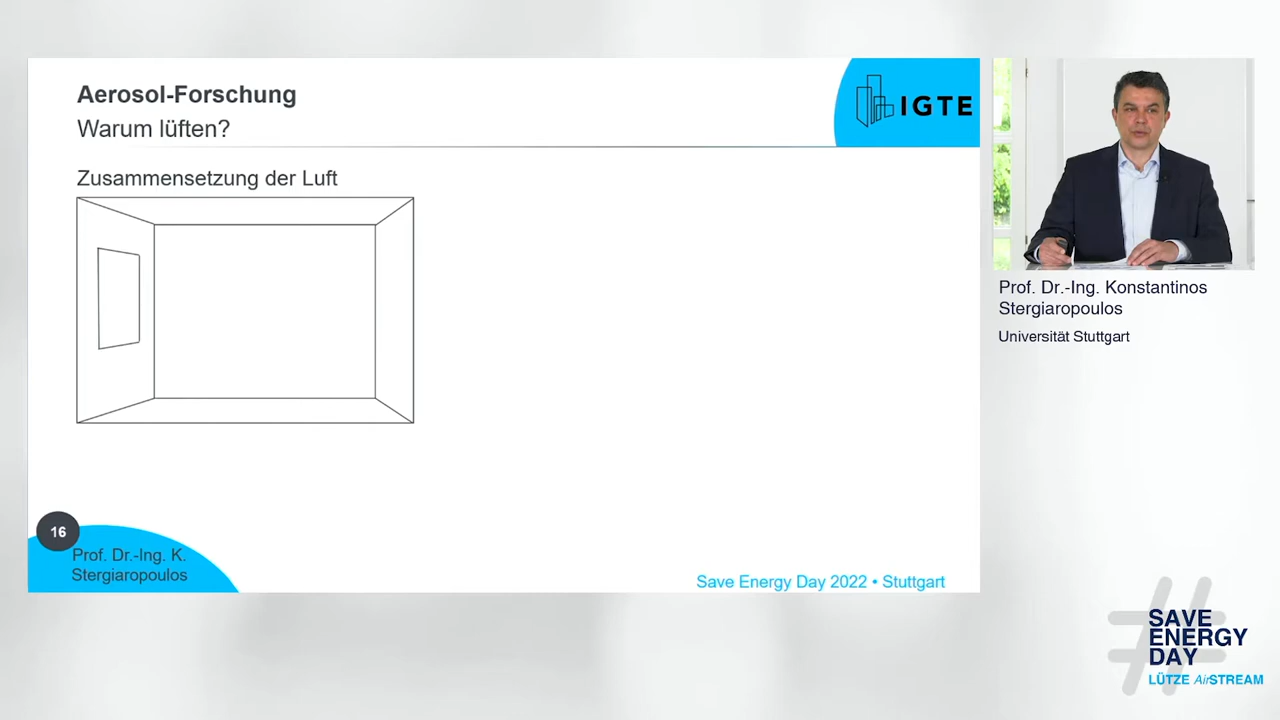 Aerosol-Forschung
Warum lüften?
IGTE
Zusammensetzung der Luft
16
Prof. Dr.-Ing. K.
Stergiaropoulos
Save Energy Day 2022 • Stuttgart
Prof. Dr.-Ing. Konstantinos
Stergiaropoulos
Universität Stuttgart
#
SAVE
ENERGY
DAY
LÜTZE AirSTREAM